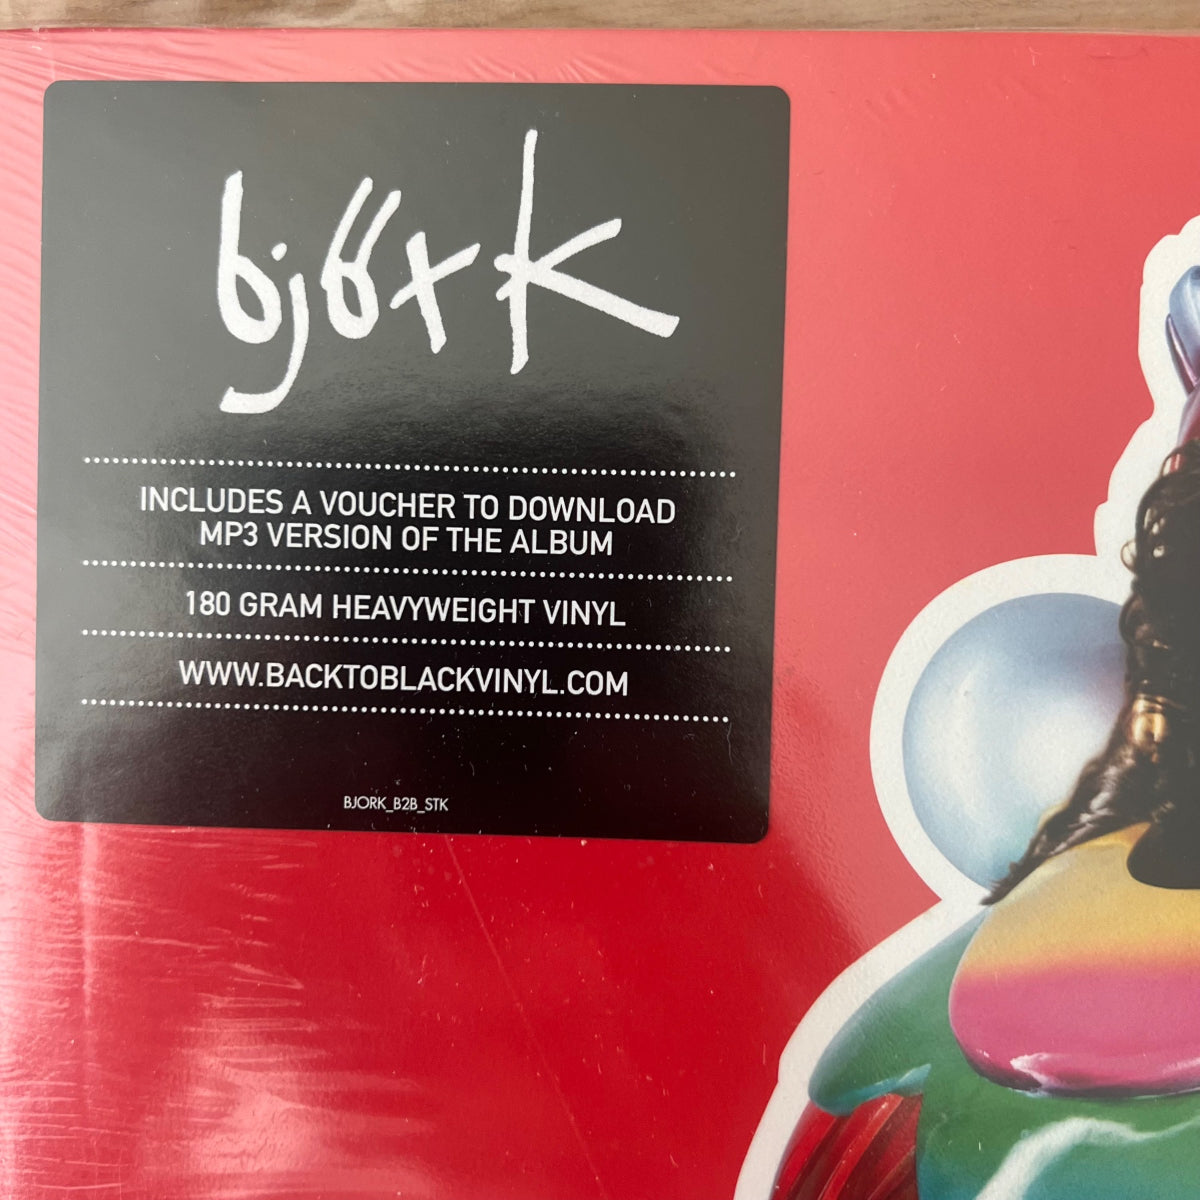 björk
INCLUDES A VOUCHER TO DOWNLOAD
MP3 VERSION OF THE ALBUM
180 GRAM HEAVYWEIGHT VINYL
WWW.BACKTOBLACKVINYL.COM
BJORK_B2B_STK